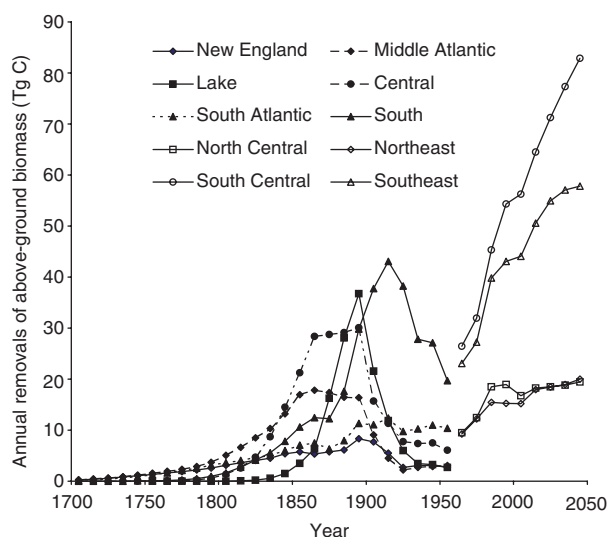 Annual removals of above-ground biomass (Tg C)
90
80
70
60
50
40
30
20
10
0
New England
Middle Atlantic
Lake
Central
South Atlantic
South
North Central
Northeast
South Central
Southeast
1700 1750 1800 1850 1900 1950 2000 2050
Year